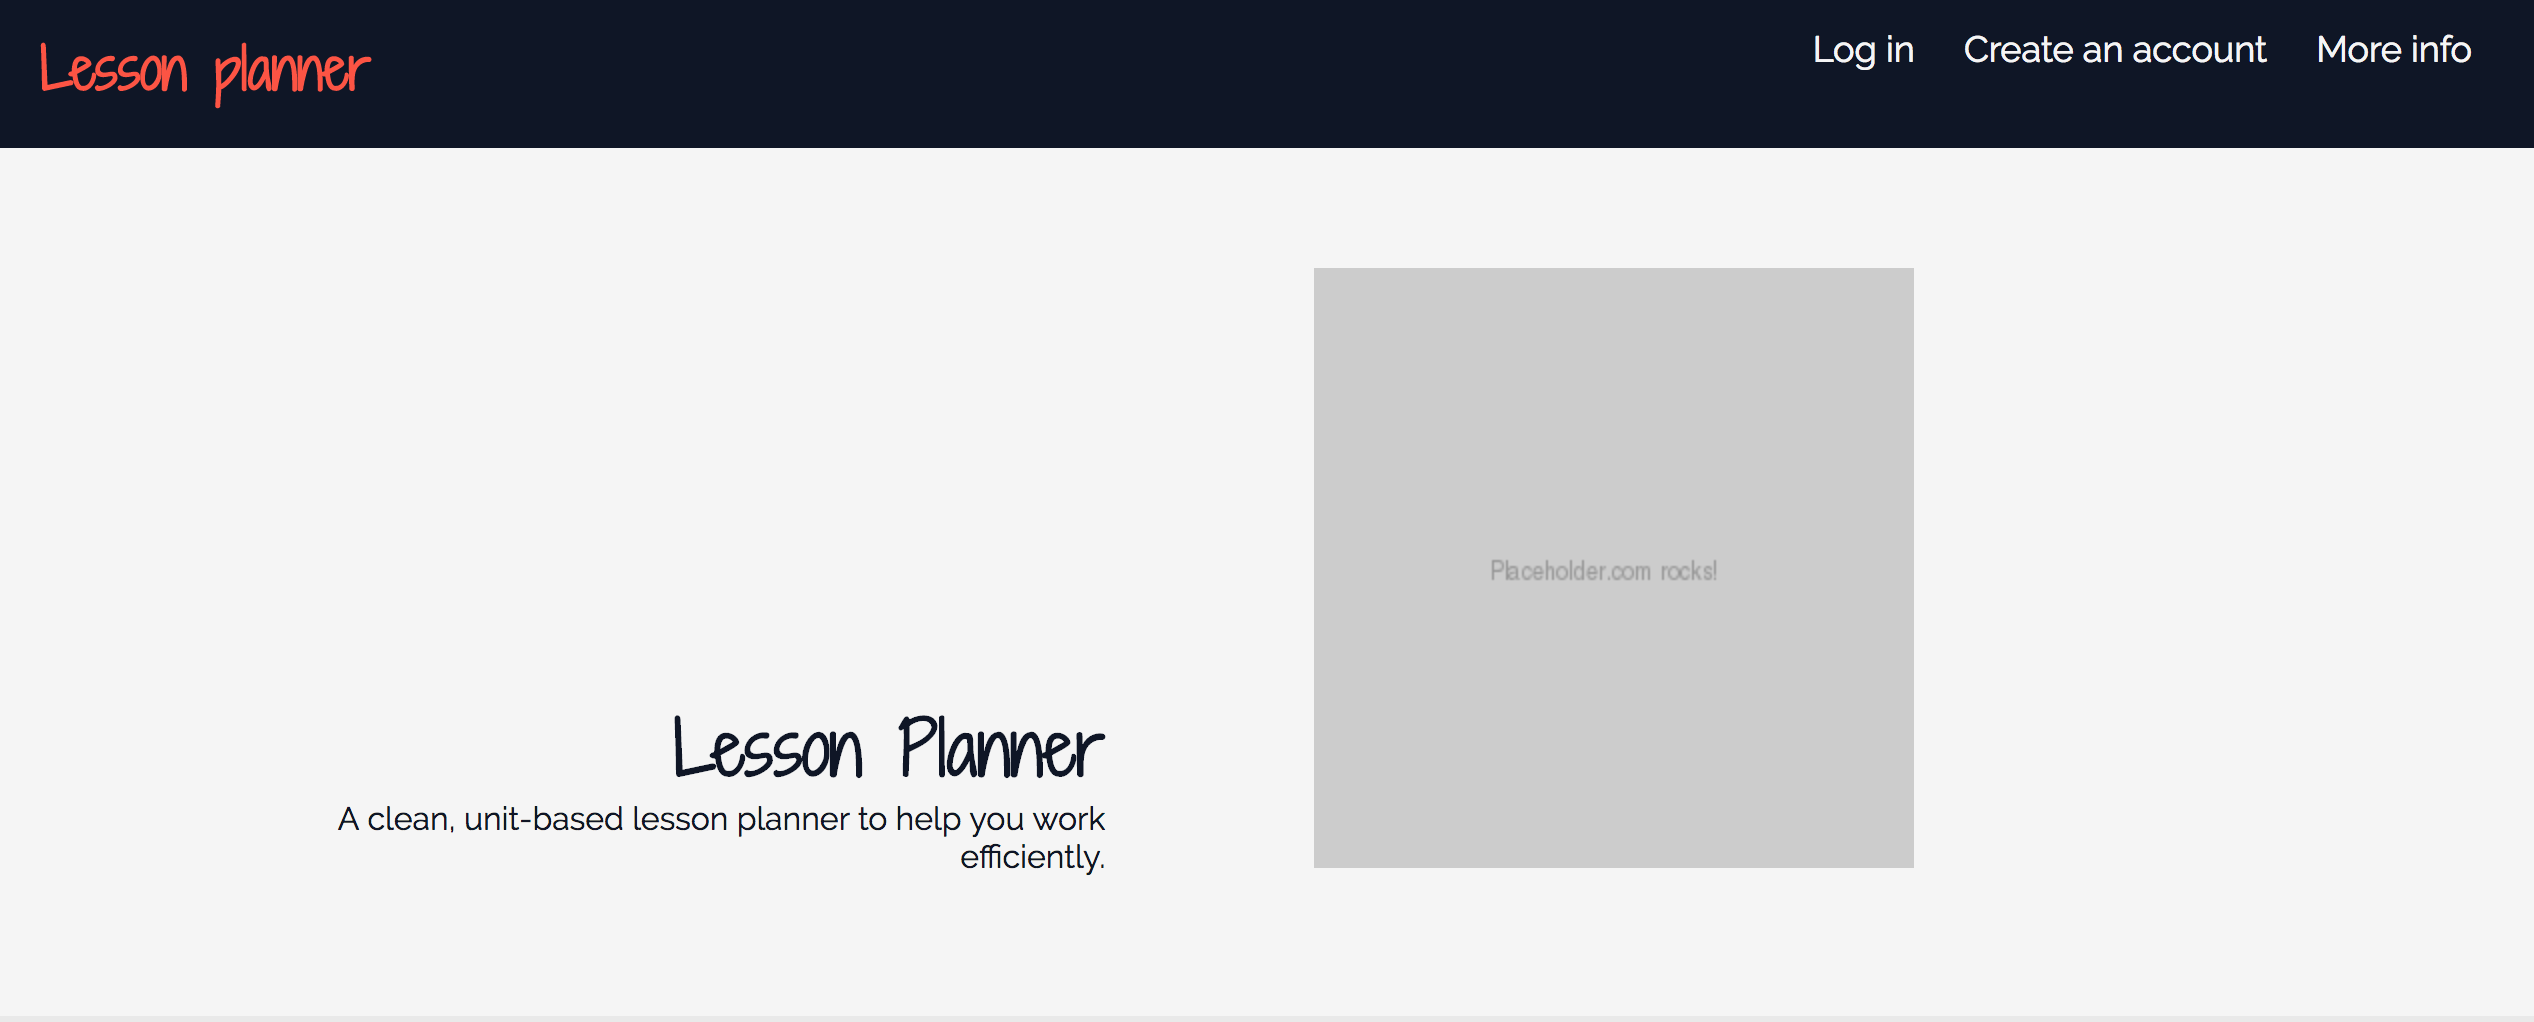 Lesson planner
Log in Create an account More info
Placeholder.com rocks!
Lesson Planner
A clean, unit-based lesson planner to help you work
efficiently.